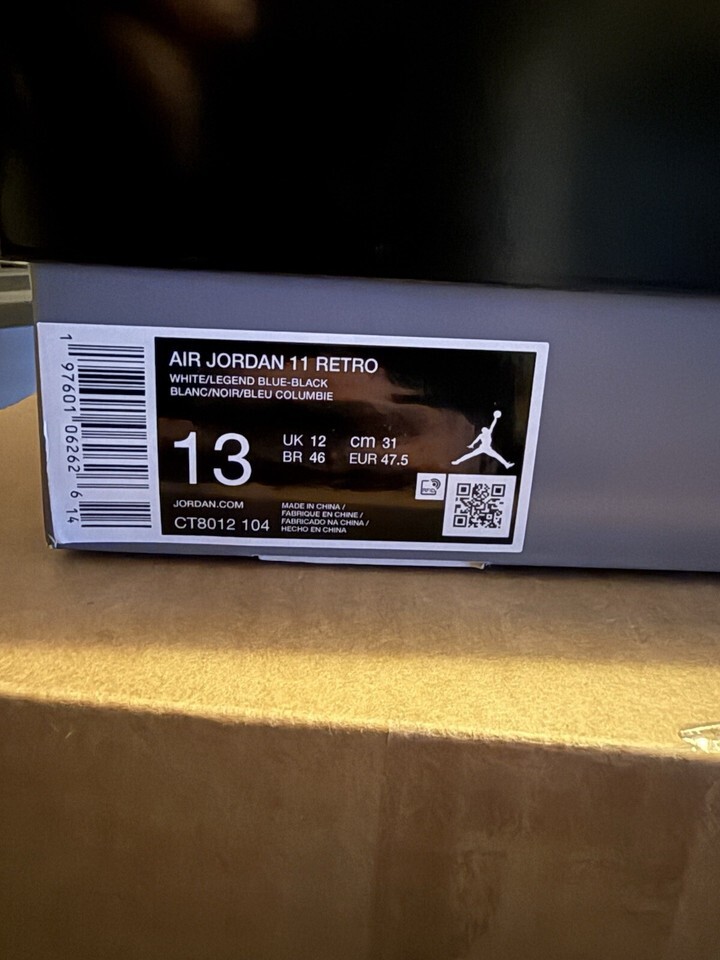 1 97601 06262 6 14
AIR JORDAN 11 RETRO
WHITE/LEGEND BLUE-BLACK
BLANC/NOIR/BLEU COLUMBIE
13
UK 12 cm 31
BR 46 EUR 47.5
JORDAN.COM
CT8012 104
MADE IN CHINA /
FABRIQUE EN CHINE /
FABRICADO NA CHINA /
HECHO EN CHINA